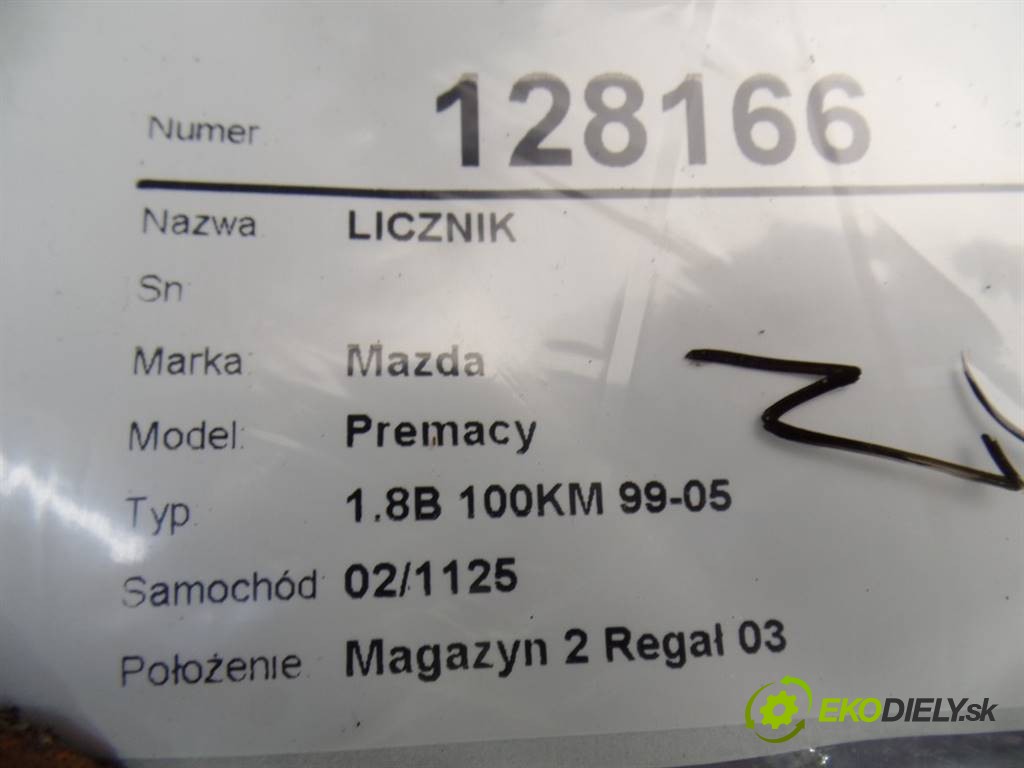 Numer 128166
Nazwa LICZNIK
Sn
Marka: Mazda
Model: Premacy
Typ 1.8B 100KM 99-05
Samochód 02/1125
Położenie Magazyn 2 Regał 03
EKODIELY.sk